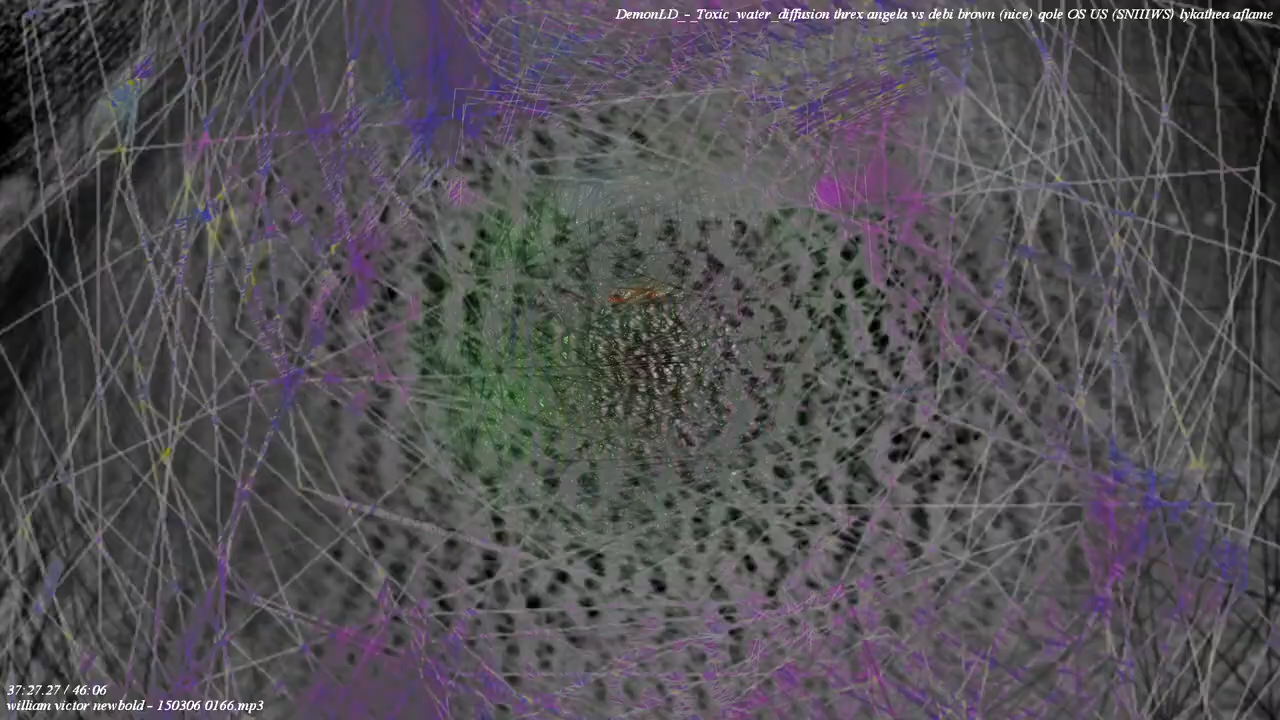 DemonLD_-_Toxic_water_diffusion threx angela vs debi brown (nice) qole OS US (SNIIIWS) lykathea aflame
37:27.27 / 46:06
william victor newbold - 150306 0166.mp3